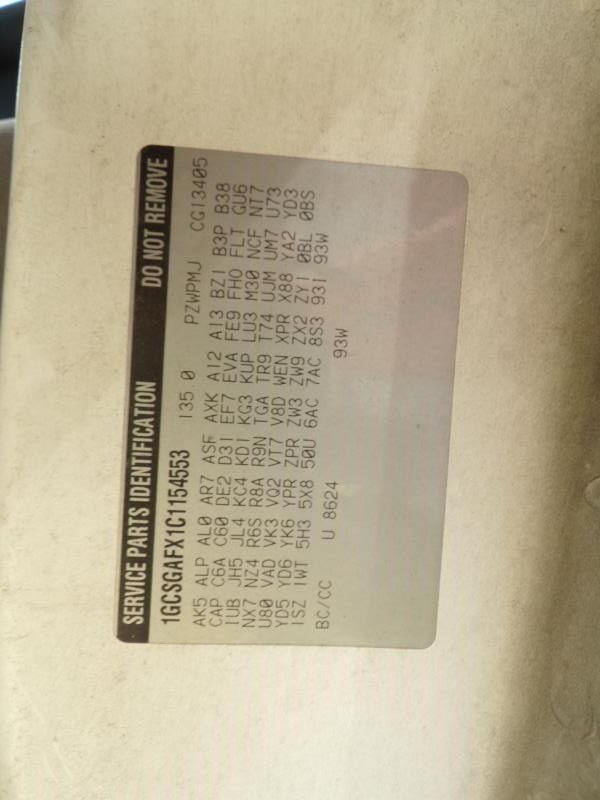 SERVICE PARTS IDENTIFICATION DO NOT REMOVE
1GCSGAFX1C1154553 135 0 PZWPMJ CG13405
AK5 ALP AL0 AR7 ASF AXK A12 A13 BZ1 B3P B38
CAP C6A C60 DE2 D31 EF7 EVA FE9 FHO FLT GU6
IUB JH5 JL4 KC4 KD1 KG3 KUP LU3 M30 NCF NT7
NX7 NZ4 R6S R8A R9N TGA TR9 T74 UJM UM7 U73
U80 VAD VK3 VQ2 VT7 V8D WEN XPR X88 YA2 YD3
YD5 YD6 YK6 YPR ZPR ZW3 ZW9 ZX2 ZY1 0BL 0BS
ISZ 1WT 5H3 5X8 50U 6AC 7AC 8S3 931 93W
BC/CC U 8624 93W